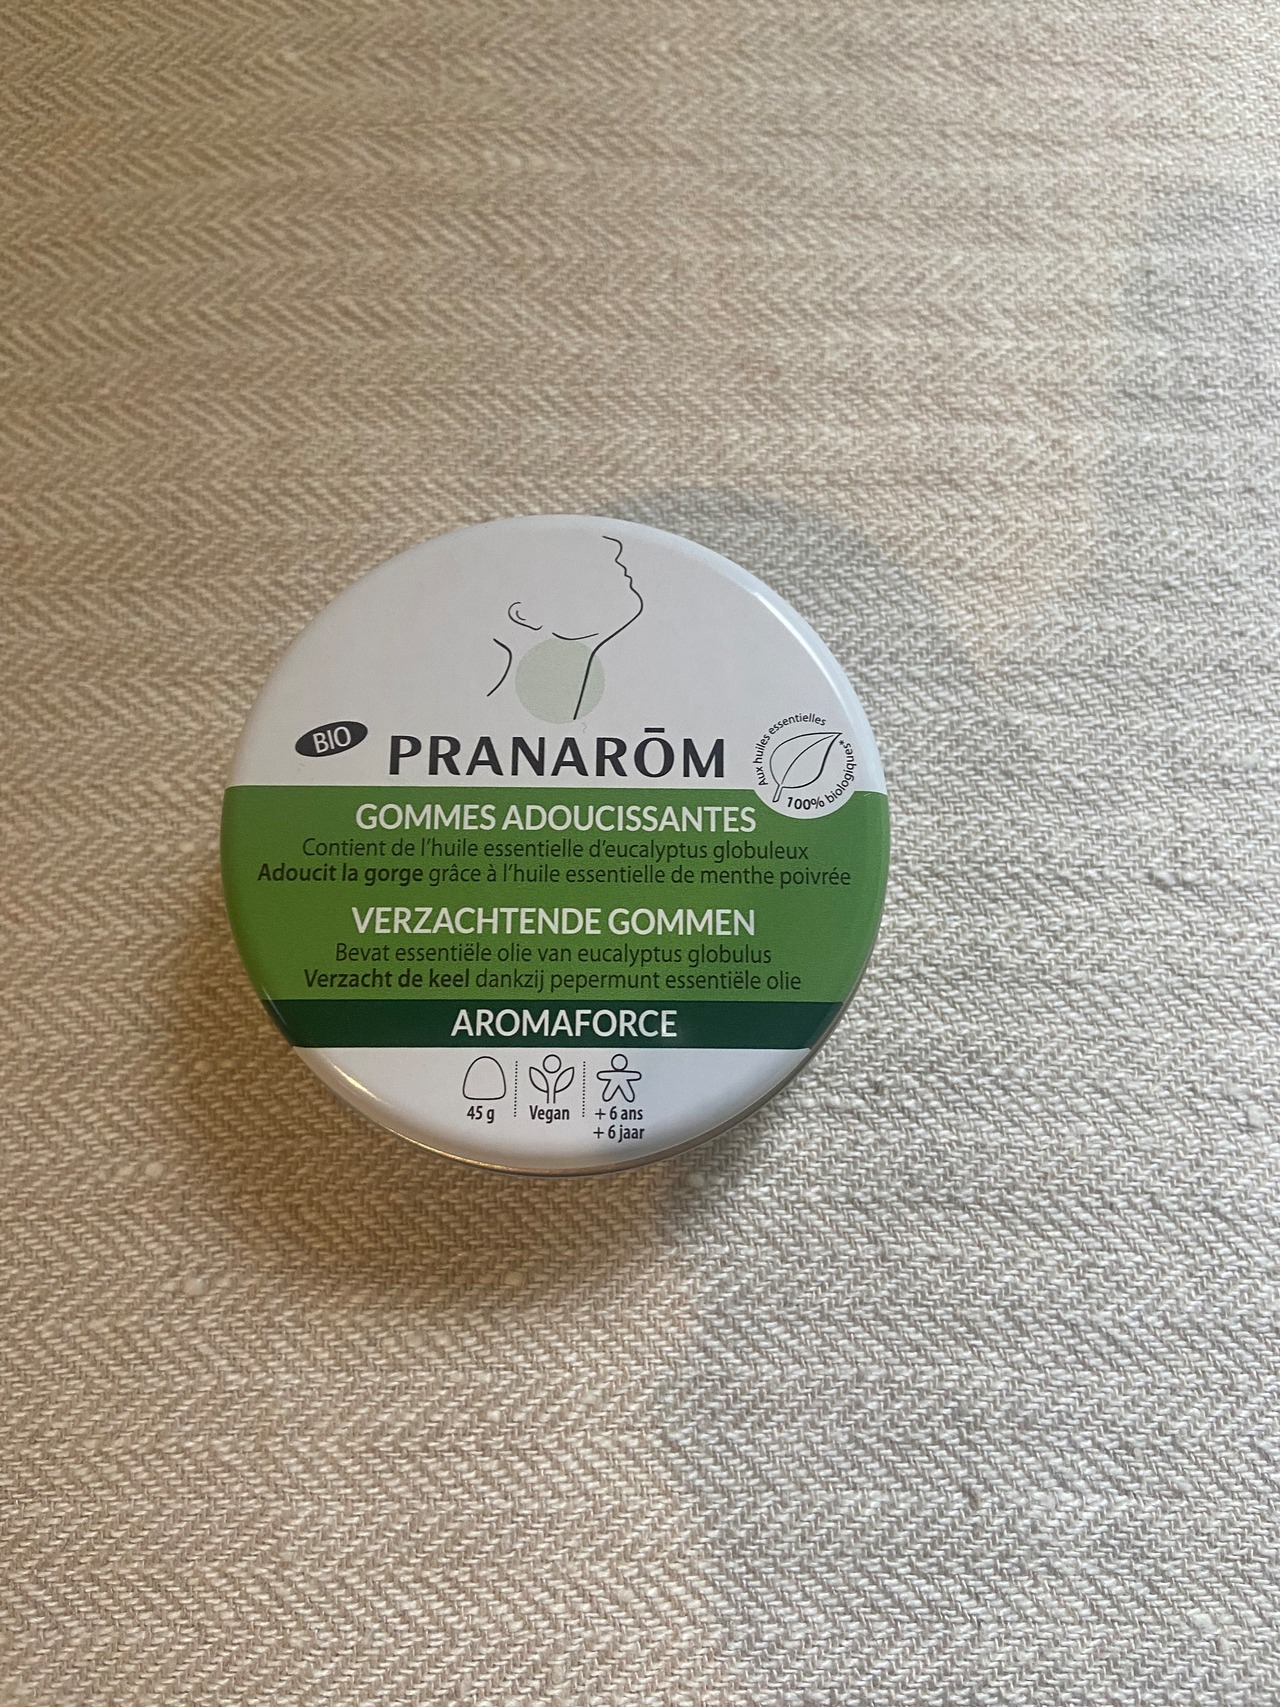 BIO
PRANARŌM
Aux huiles essentielles
100% biologiques*
GOMMES ADOUCISSANTES
Contient de l'huile essentielle d'eucalyptus globuleux
Adoucit la gorge grâce à l'huile essentielle de menthe poivrée
VERZACHTENDE GOMMEN
Bevat essentiële olie van eucalyptus globulus
Verzacht de keel dankzij pepermunt essentiële olie
AROMAFORCE
45 g
Vegan
+ 6 ans
+ 6 jaar